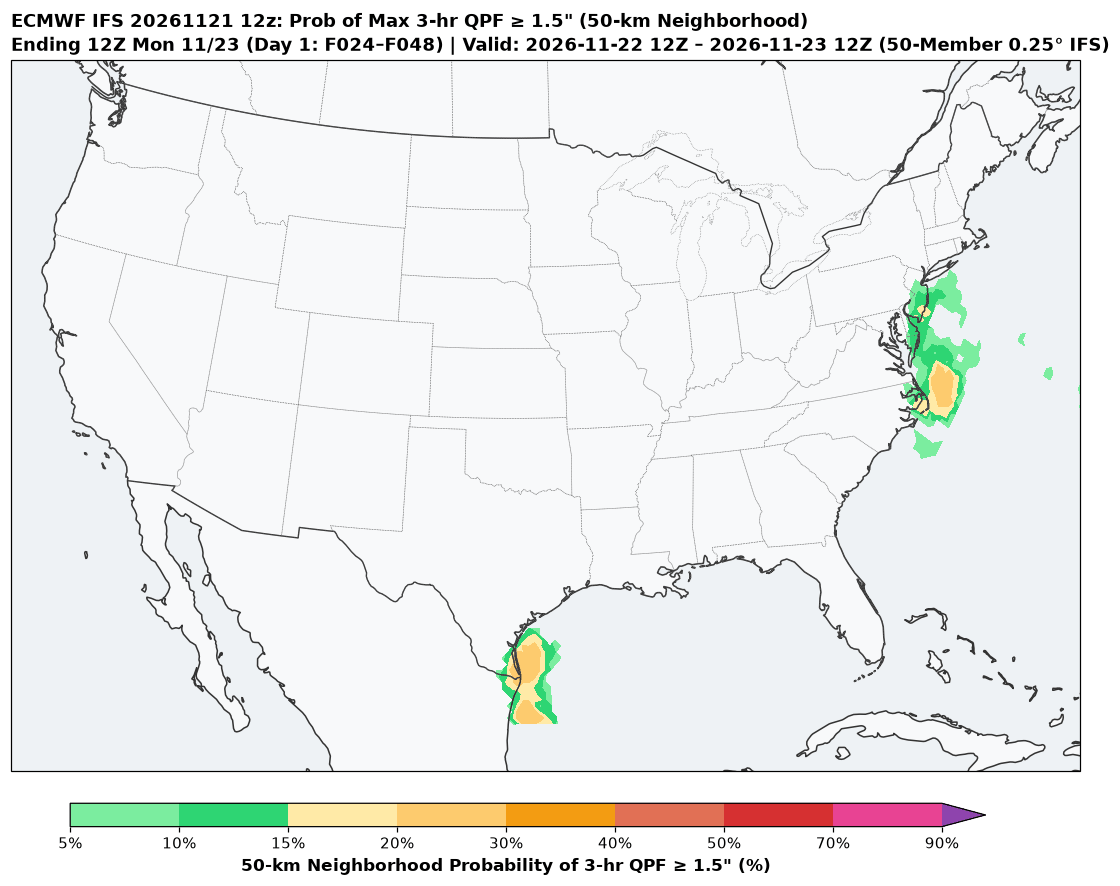 ECMWF IFS 20261121 12z: Prob of Max 3-hr QPF ≥ 1.5" (50-km Neighborhood)
Ending 12Z Mon 11/23 (Day 1: F024–F048) | Valid: 2026-11-22 12Z – 2026-11-23 12Z (50-Member 0.25° IFS)
5% 10% 15% 20% 30% 40% 50% 70% 90%
50-km Neighborhood Probability of 3-hr QPF ≥ 1.5" (%)